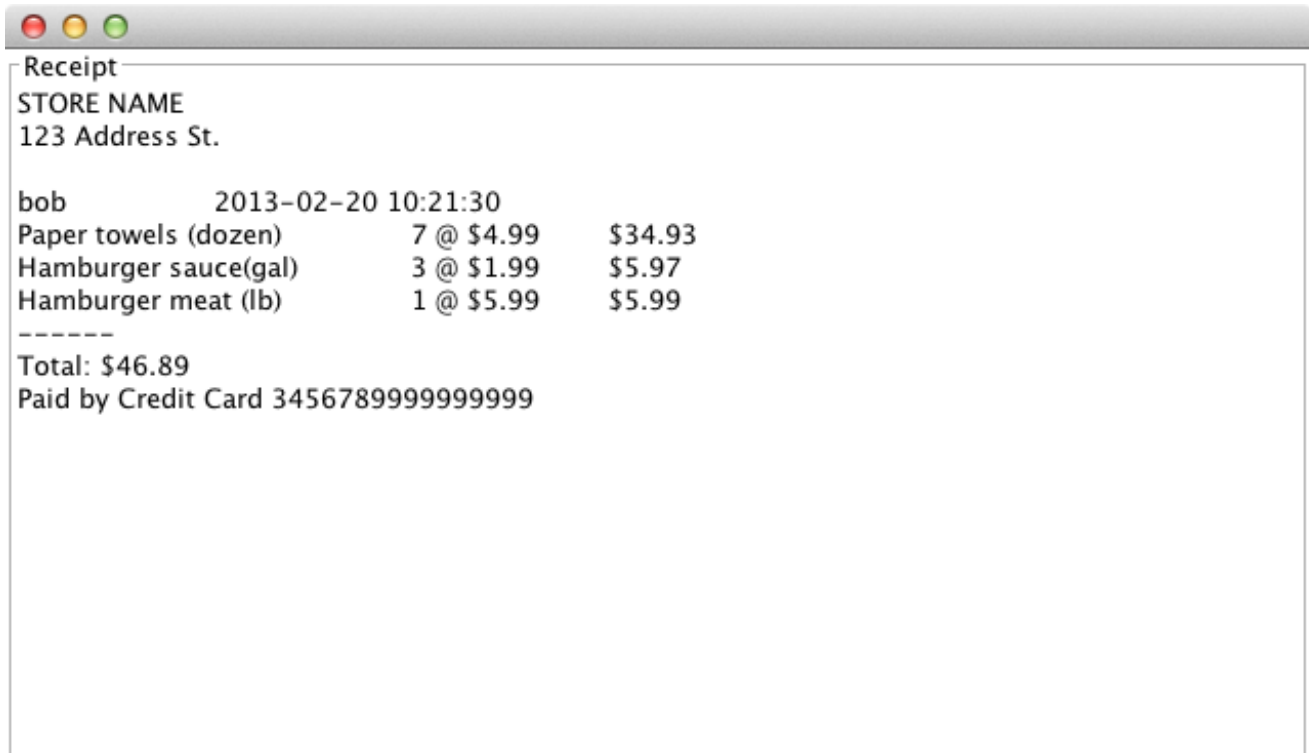 Receipt
STORE NAME
123 Address St.
bob 2013-02-20 10:21:30
Paper towels (dozen) 7 @ $4.99 $34.93
Hamburger sauce(gal) 3 @ $1.99 $5.97
Hamburger meat (lb) 1 @ $5.99 $5.99
------
Total: $46.89
Paid by Credit Card 3456789999999999